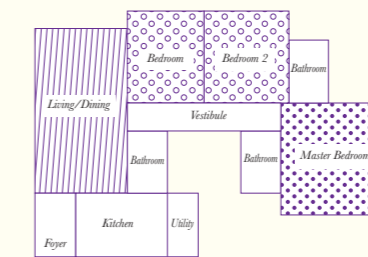 Bedroom
Bedroom 2
Bathroom
Living/Dining
Vestibule
Bathroom
Bathroom
Master Bedroom
Foyer
Kitchen
Utility